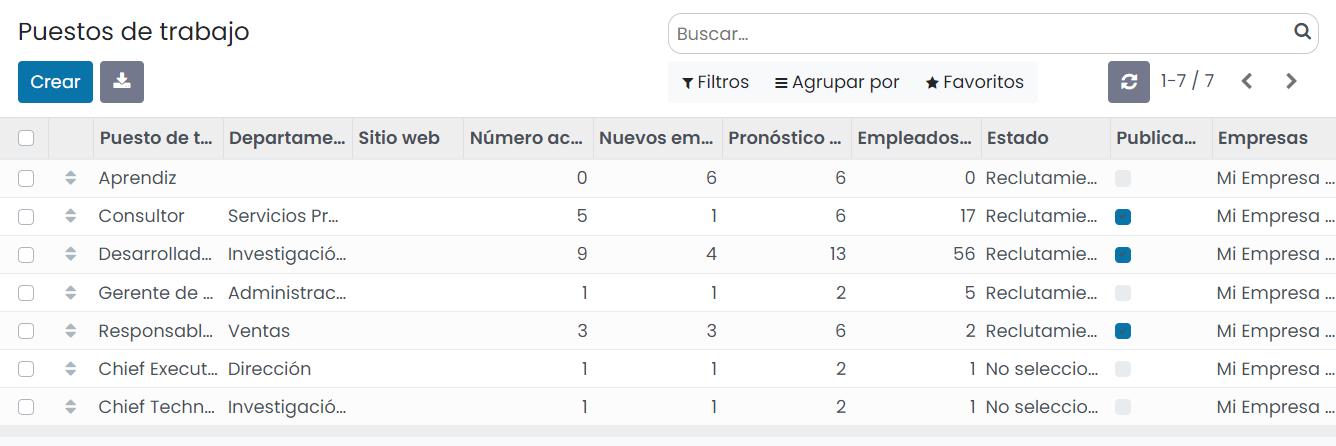 Puestos de trabajo
Buscar...
Crear
Filtros Agrupar por Favoritos 1-7 / 7
Puesto de t... Departame... Sitio web Número ac... Nuevos em... Pronóstico ... Empleados... Estado Publica... Empresas
Aprendiz 0 6 6 0 Reclutamie... Mi Empresa ...
Consultor Servicios Pr... 5 1 6 17 Reclutamie... Mi Empresa ...
Desarrollad... Investigació... 9 4 13 56 Reclutamie... Mi Empresa ...
Gerente de ... Administrac... 1 1 2 5 Reclutamie... Mi Empresa ...
Responsabl... Ventas 3 3 6 2 Reclutamie... Mi Empresa ...
Chief Execut... Dirección 1 1 2 1 No seleccio... Mi Empresa ...
Chief Techn... Investigació... 1 1 2 1 No seleccio... Mi Empresa ...